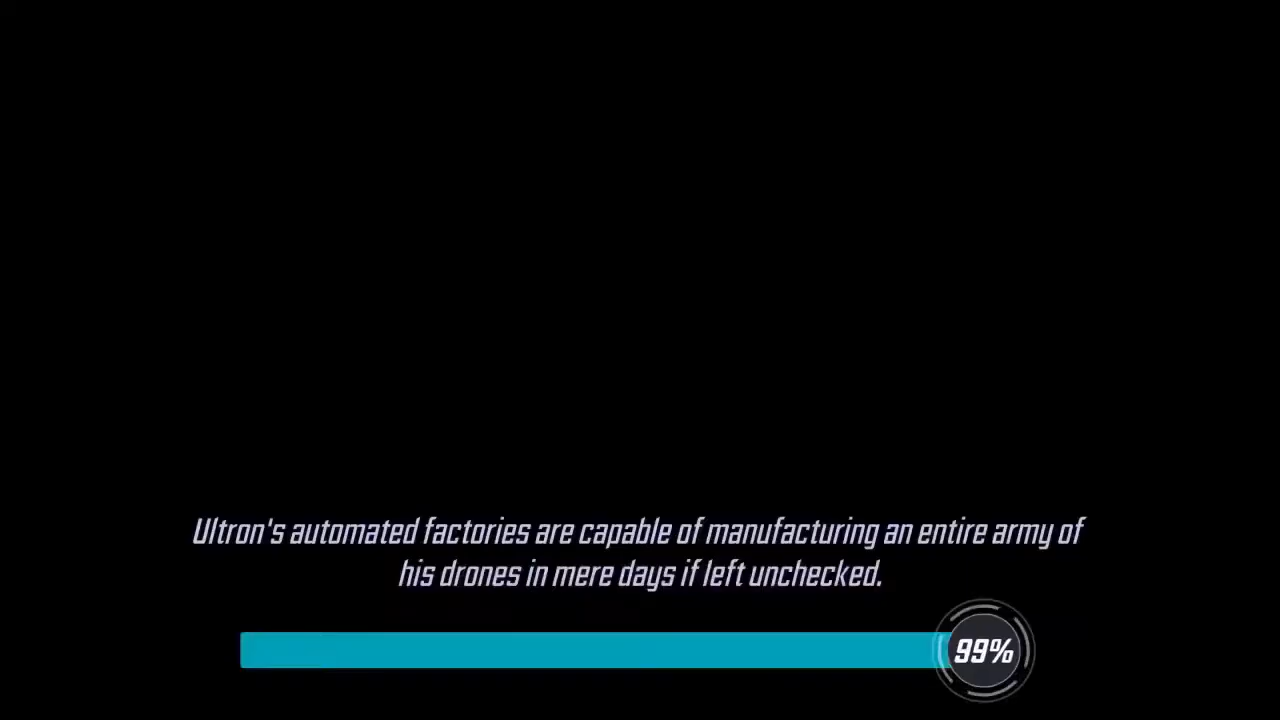 Ultron's automated factories are capable of manufacturing an entire army of
his drones in mere days if left unchecked.
99%